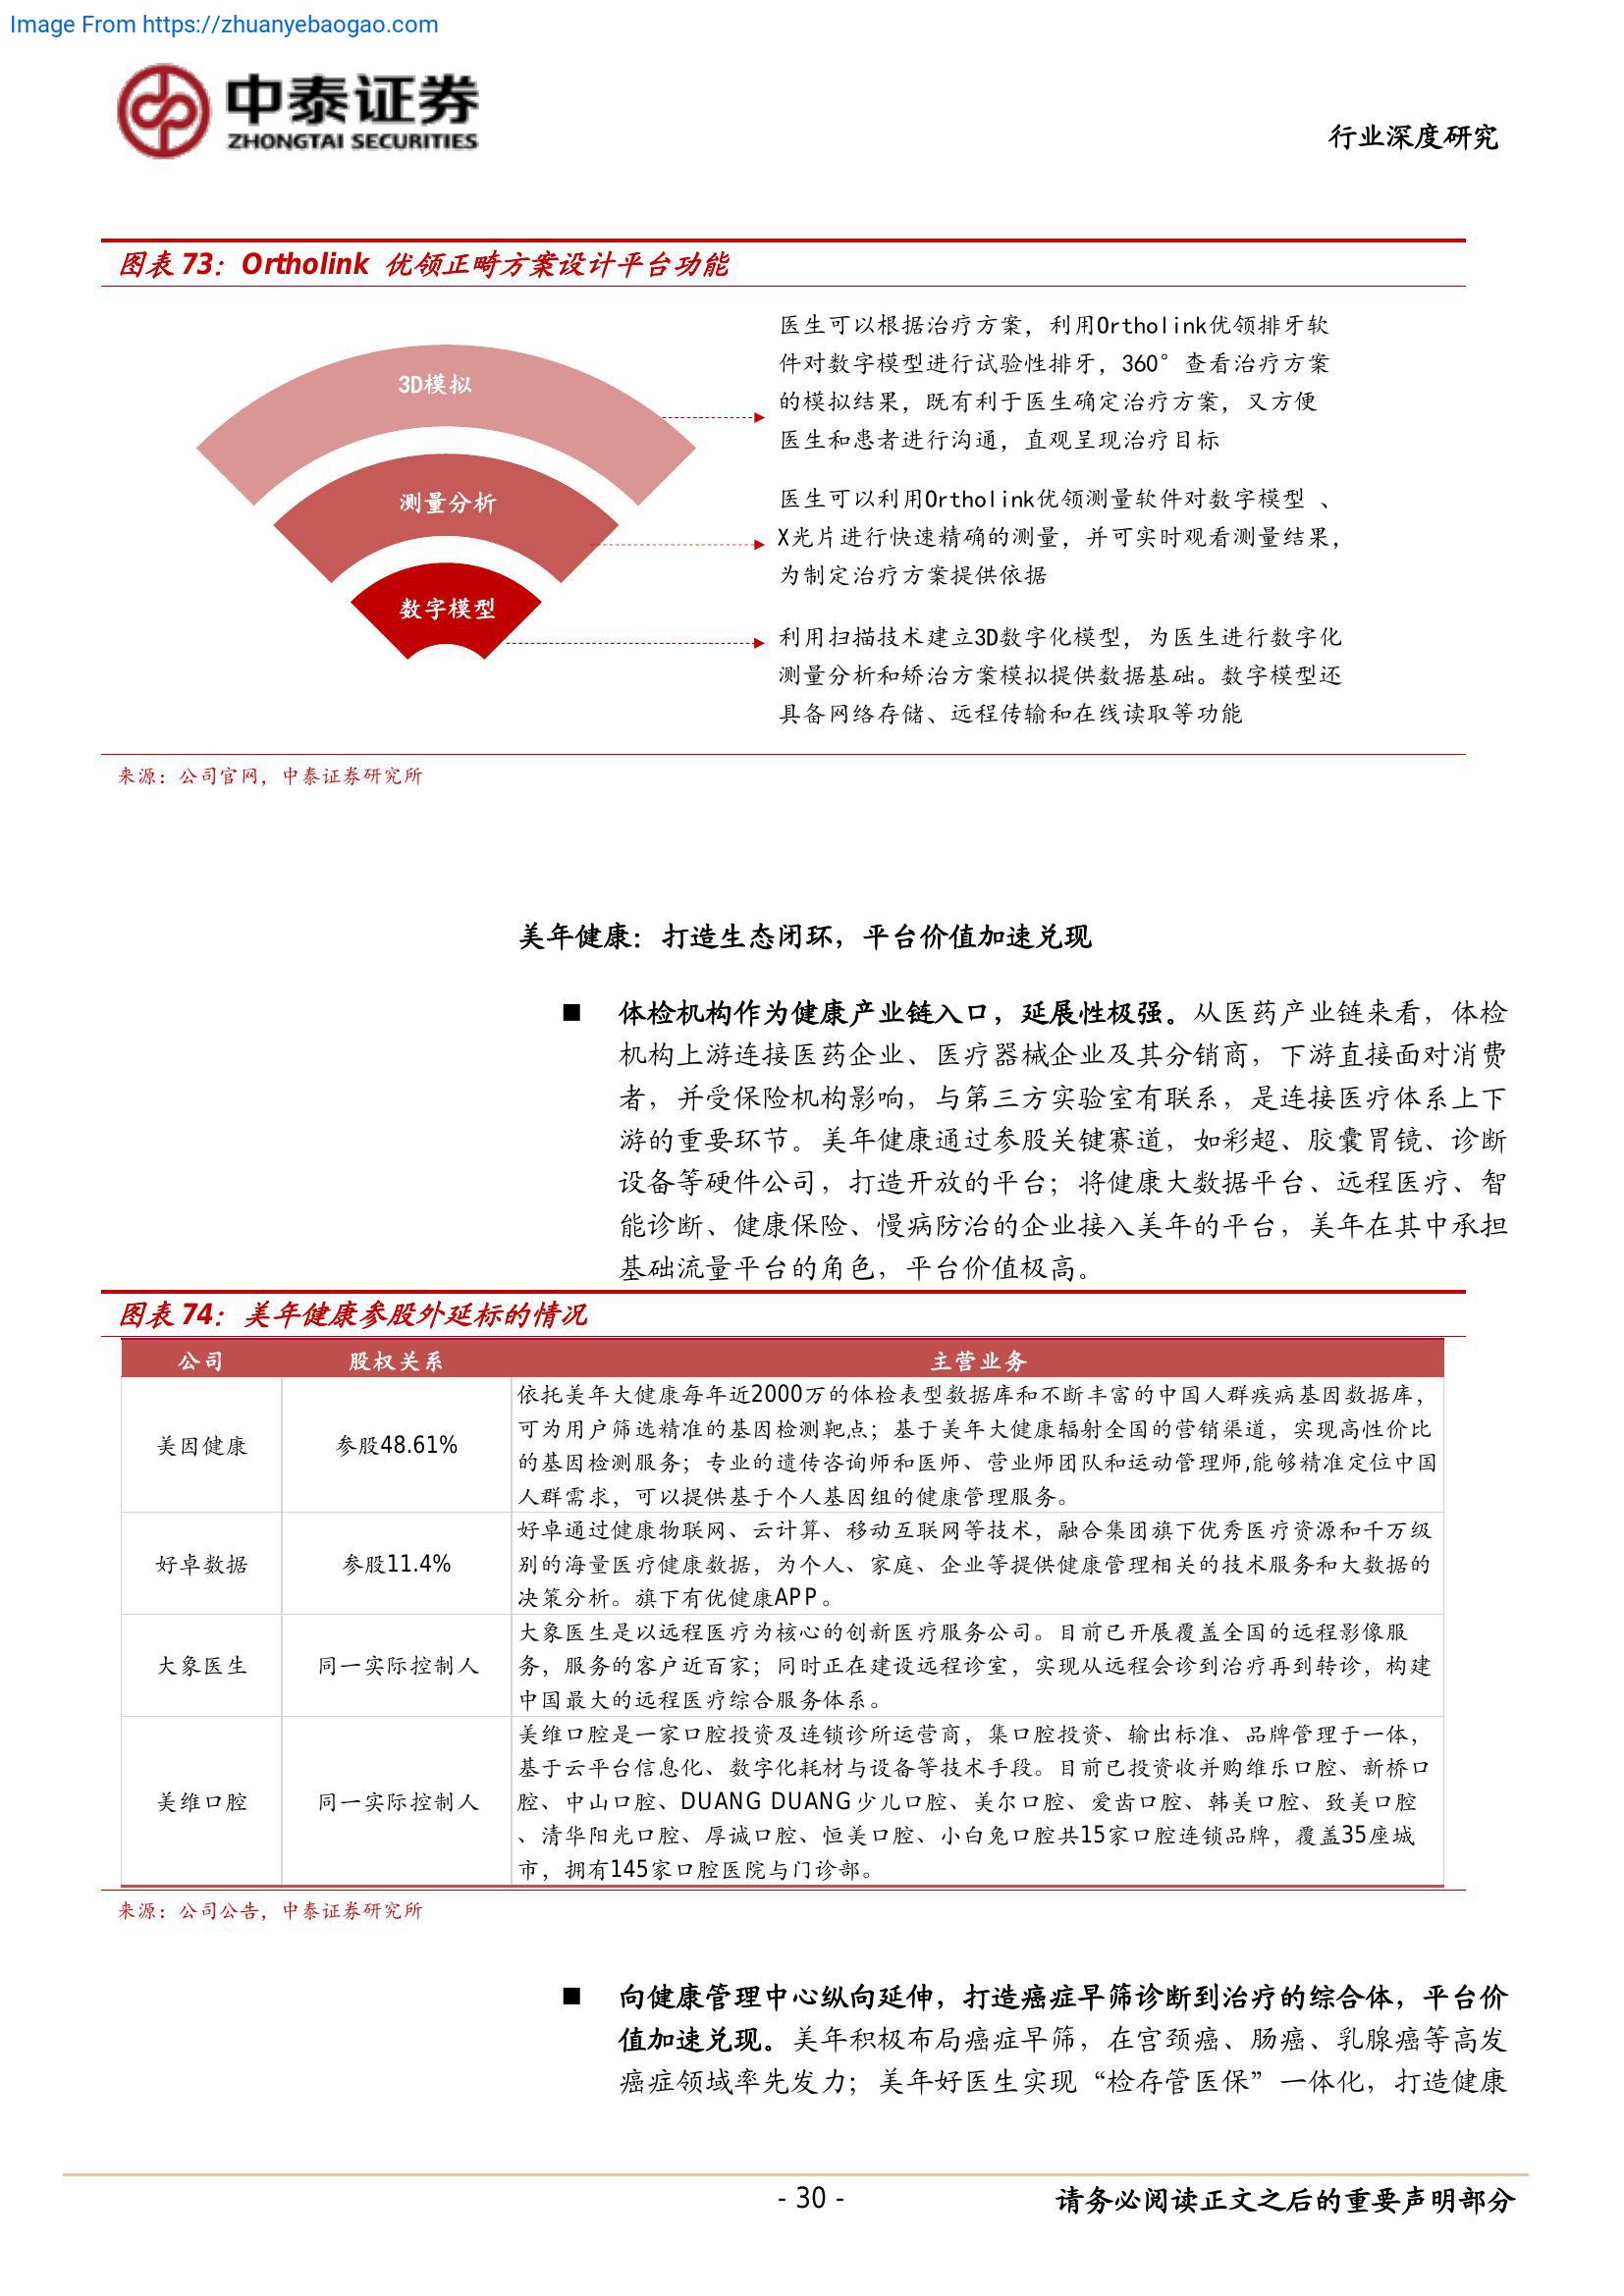 Image From https://zhuanyebaogao.com
中泰证券
ZHONGTAI SECURITIES
行业深度研究
图表 73：Ortholink 优领正畸方案设计平台功能
3D模拟
医生可以根据治疗方案，利用Ortholink优领排牙软
件对数字模型进行试验性排牙，360°查看治疗方案
的模拟结果，既有利于医生确定治疗方案，又方便
医生和患者进行沟通，直观呈现治疗目标
测量分析
医生可以利用Ortholink优领测量软件对数字模型 、
X光片进行快速精确的测量，并可实时观看测量结果，
为制定治疗方案提供依据
数字模型
利用扫描技术建立3D数字化模型，为医生进行数字化
测量分析和矫治方案模拟提供数据基础。数字模型还
具备网络存储、远程传输和在线读取等功能
来源：公司官网，中泰证券研究所
美年健康：打造生态闭环，平台价值加速兑现
■ 体检机构作为健康产业链入口，延展性极强。从医药产业链来看，体检
机构上游连接医药企业、医疗器械企业及其分销商，下游直接面对消费
者，并受保险机构影响，与第三方实验室有联系，是连接医疗体系上下
游的重要环节。美年健康通过参股关键赛道，如彩超、胶囊胃镜、诊断
设备等硬件公司，打造开放的平台；将健康大数据平台、远程医疗、智
能诊断、健康保险、慢病防治的企业接入美年的平台，美年在其中承担
基础流量平台的角色，平台价值极高。
图表 74：美年健康参股外延标的情况
公司 股权关系 主营业务
美因健康 参股48.61%
依托美年大健康每年近2000万的体检表型数据库和不断丰富的中国人群疾病基因数据库，
可为用户筛选精准的基因检测靶点；基于美年大健康辐射全国的营销渠道，实现高性价比
的基因检测服务；专业的遗传咨询师和医师、营业师团队和运动管理师,能够精准定位中国
人群需求，可以提供基于个人基因组的健康管理服务。
好卓数据 参股11.4%
好卓通过健康物联网、云计算、移动互联网等技术，融合集团旗下优秀医疗资源和千万级
别的海量医疗健康数据，为个人、家庭、企业等提供健康管理相关的技术服务和大数据的
决策分析。旗下有优健康APP。
大象医生 同一实际控制人
大象医生是以远程医疗为核心的创新医疗服务公司。目前已开展覆盖全国的远程影像服
务，服务的客户近百家；同时正在建设远程诊室，实现从远程会诊到治疗再到转诊，构建
中国最大的远程医疗综合服务体系。
美维口腔 同一实际控制人
美维口腔是一家口腔投资及连锁诊所运营商，集口腔投资、输出标准、品牌管理于一体，
基于云平台信息化、数字化耗材与设备等技术手段。目前已投资收并购维乐口腔、新桥口
腔、中山口腔、DUANG DUANG少儿口腔、美尔口腔、爱齿口腔、韩美口腔、致美口腔
、清华阳光口腔、厚诚口腔、恒美口腔、小白兔口腔共15家口腔连锁品牌，覆盖35座城
市，拥有145家口腔医院与门诊部。
来源：公司公告，中泰证券研究所
■ 向健康管理中心纵向延伸，打造癌症早筛诊断到治疗的综合体，平台价
值加速兑现。美年积极布局癌症早筛，在宫颈癌、肠癌、乳腺癌等高发
癌症领域率先发力；美年好医生实现“检存管医保”一体化，打造健康
- 30 -
请务必阅读正文之后的重要声明部分